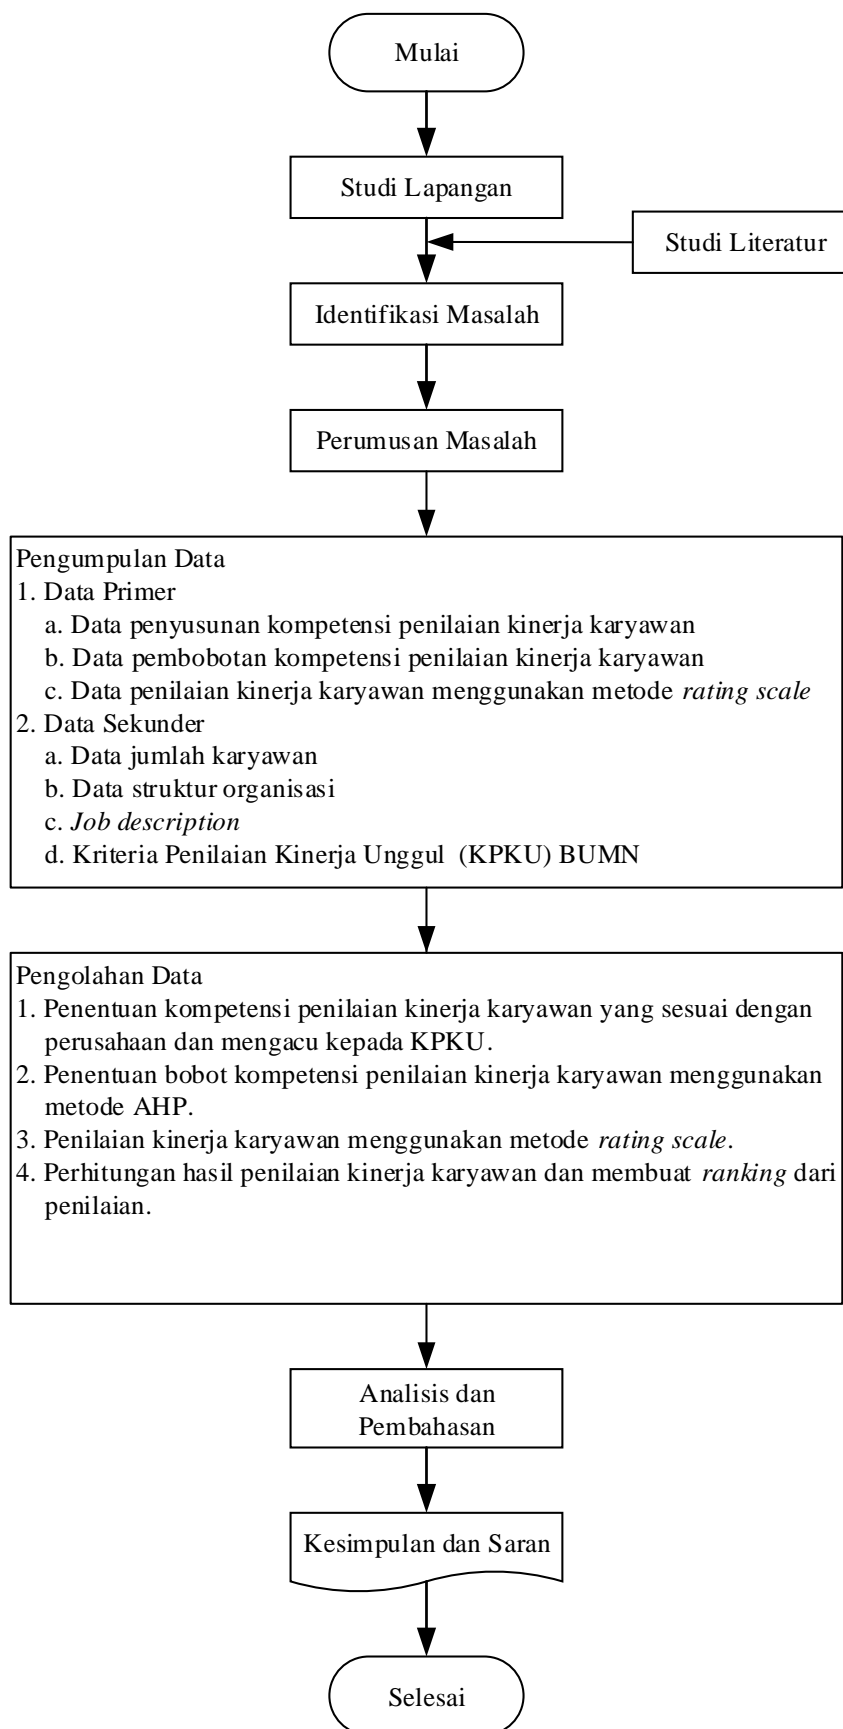 Mulai
Studi Lapangan
Studi Literatur
Identifikasi Masalah
Perumusan Masalah
Pengumpulan Data
1. Data Primer
a. Data penyusunan kompetensi penilaian kinerja karyawan
b. Data pembobotan kompetensi penilaian kinerja karyawan
c. Data penilaian kinerja karyawan menggunakan metode rating scale
2. Data Sekunder
a. Data jumlah karyawan
b. Data struktur organisasi
c. Job description
d. Kriteria Penilaian Kinerja Unggul (KPKU) BUMN
Pengolahan Data
1. Penentuan kompetensi penilaian kinerja karyawan yang sesuai dengan
perusahaan dan mengacu kepada KPKU.
2. Penentuan bobot kompetensi penilaian kinerja karyawan menggunakan
metode AHP.
3. Penilaian kinerja karyawan menggunakan metode rating scale.
4. Perhitungan hasil penilaian kinerja karyawan dan membuat ranking dari
penilaian.
Analisis dan
Pembahasan
Kesimpulan dan Saran
Selesai